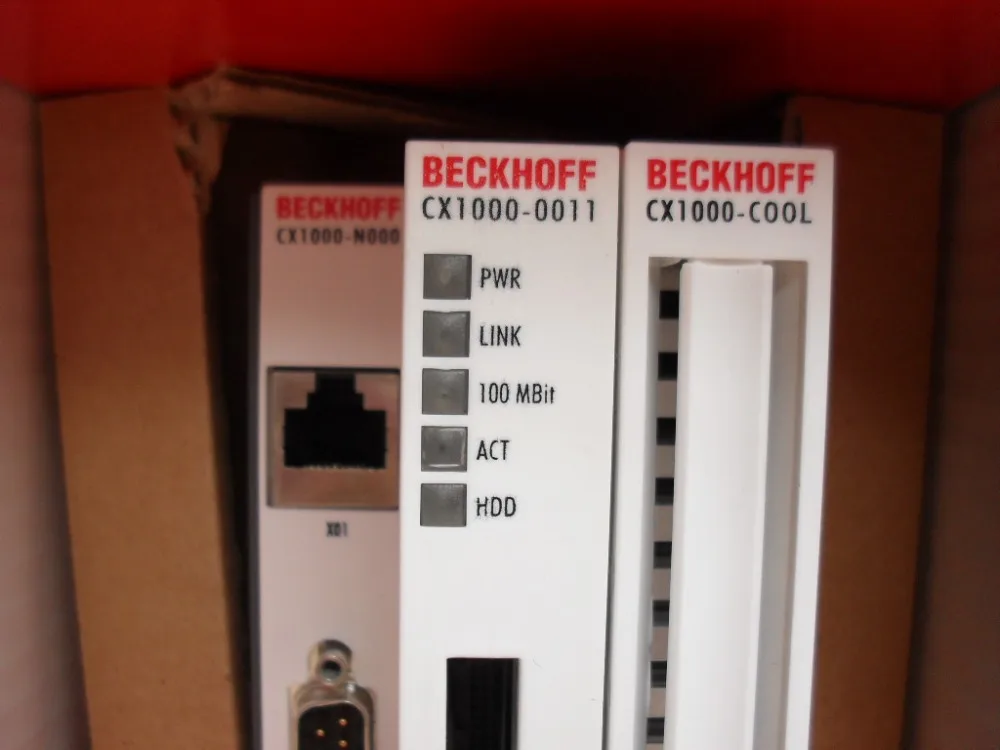 BECKHOFF
CX1000-N000
X01
BECKHOFF
CX1000-0011
PWR
LINK
100 MBit
ACT
HDD
BECKHOFF
CX1000-COOL